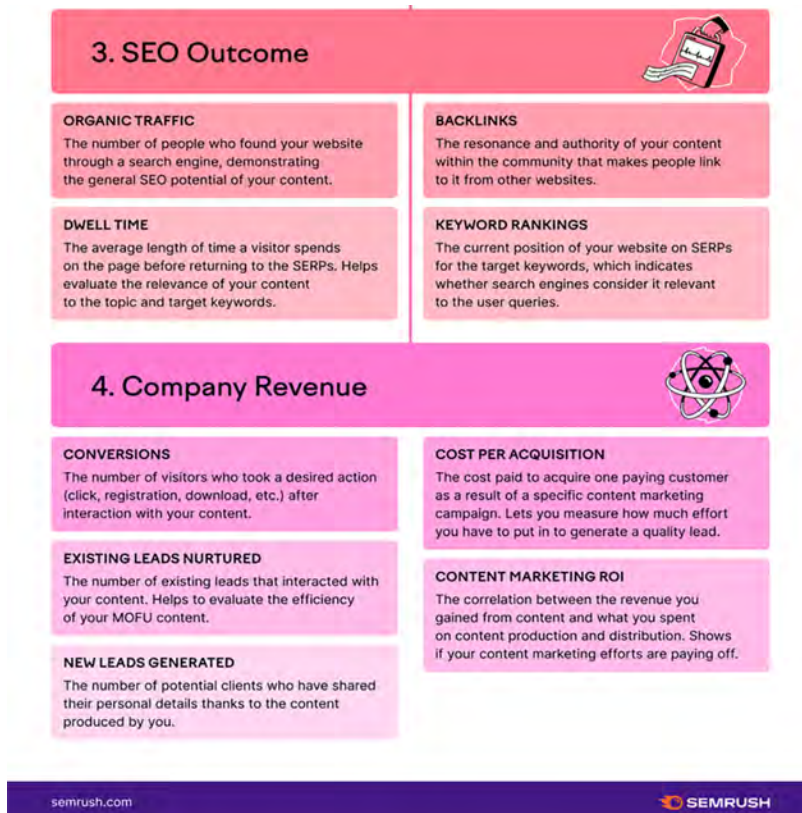 3. SEO Outcome
ORGANIC TRAFFIC
The number of people who found your website
through a search engine, demonstrating
the general SEO potential of your content.
BACKLINKS
The resonance and authority of your content
within the community that makes people link
to it from other websites.
DWELL TIME
The average length of time a visitor spends
on the page before returning to the SERPs. Helps
evaluate the relevance of your content
to the topic and target keywords.
KEYWORD RANKINGS
The current position of your website on SERPs
for the target keywords, which indicates
whether search engines consider it relevant
to the user queries.
4. Company Revenue
CONVERSIONS
The number of visitors who took a desired action
(click, registration, download, etc.) after
interaction with your content.
COST PER ACQUISITION
The cost paid to acquire one paying customer
as a result of a specific content marketing
campaign. Lets you measure how much effort
you have to put in to generate a quality lead.
EXISTING LEADS NURTURED
The number of existing leads that interacted with
your content. Helps to evaluate the efficiency
of your MOFU content.
CONTENT MARKETING ROI
The correlation between the revenue you
gained from content and what you spent
on content production and distribution. Shows
if your content marketing efforts are paying off.
NEW LEADS GENERATED
The number of potential clients who have shared
their personal details thanks to the content
produced by you.
semrush.com
SEMRUSH